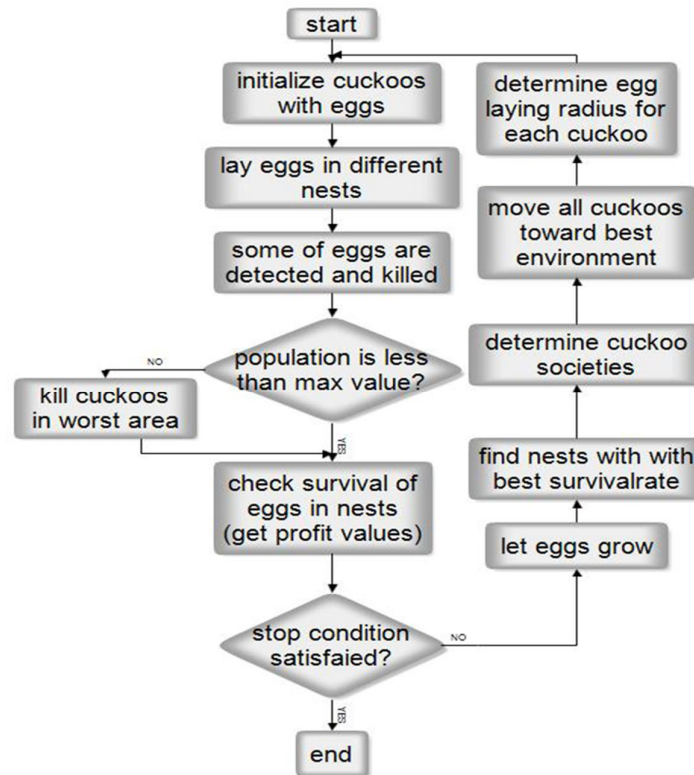 start
initialize cuckoos
with eggs
lay eggs in different
nests
some of eggs are
detected and killed
population is less
than max value?
NO
kill cuckoos
in worst area
YES
check survival of
eggs in nests
(get profit values)
stop condition
satisfaied?
NO
YES
end
let eggs grow
find nests with with
best survivalrate
determine cuckoo
societies
move all cuckoos
toward best
environment
determine egg
laying radius for
each cuckoo